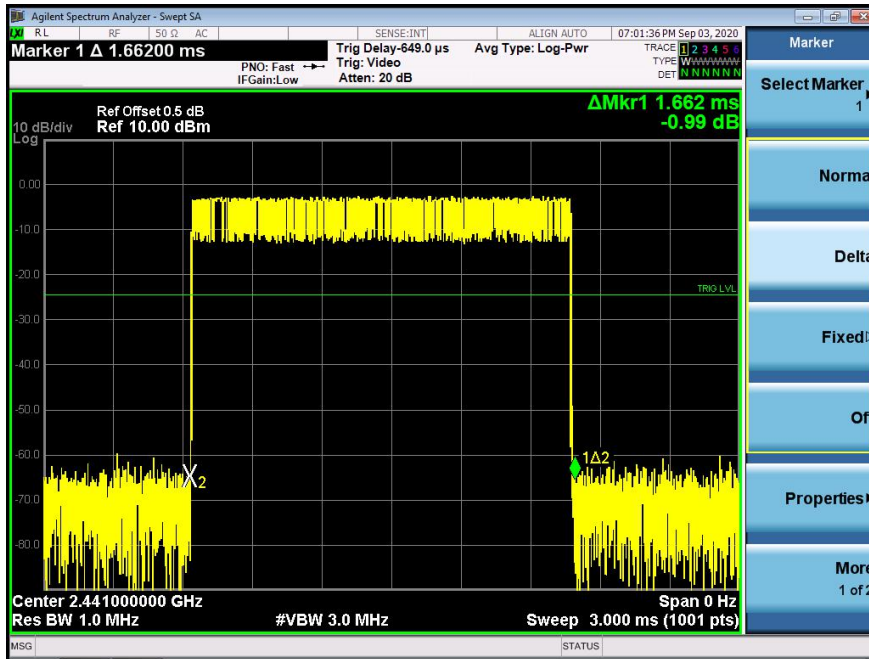 Agilent Spectrum Analyzer - Swept SA
LXI RL RF 50 Ω AC SENSE:INT ALIGN AUTO 07:01:36 PM Sep 03, 2020
Marker 1 Δ 1.66200 ms
PNO: Fast
IFGain:Low
Trig Delay-649.0 µs
Trig: Video
Atten: 20 dB
Avg Type: Log-Pwr
TRACE 1 2 3 4 5 6
TYPE WWWWWW
DET N N N N N N
Marker
Select Marker
1
Norma
Delta
Fixed
Of
Properties
More
1 of 2
ΔMkr1 1.662 ms
-0.99 dB
Ref Offset 0.5 dB
10 dB/div Ref 10.00 dBm
Log
0.00
-10.0
-20.0
TRIG LVL
-30.0
-40.0
-50.0
-60.0
1Δ2
2
-70.0
-80.0
Center 2.441000000 GHz Span 0 Hz
Res BW 1.0 MHz #VBW 3.0 MHz Sweep 3.000 ms (1001 pts)
MSG STATUS